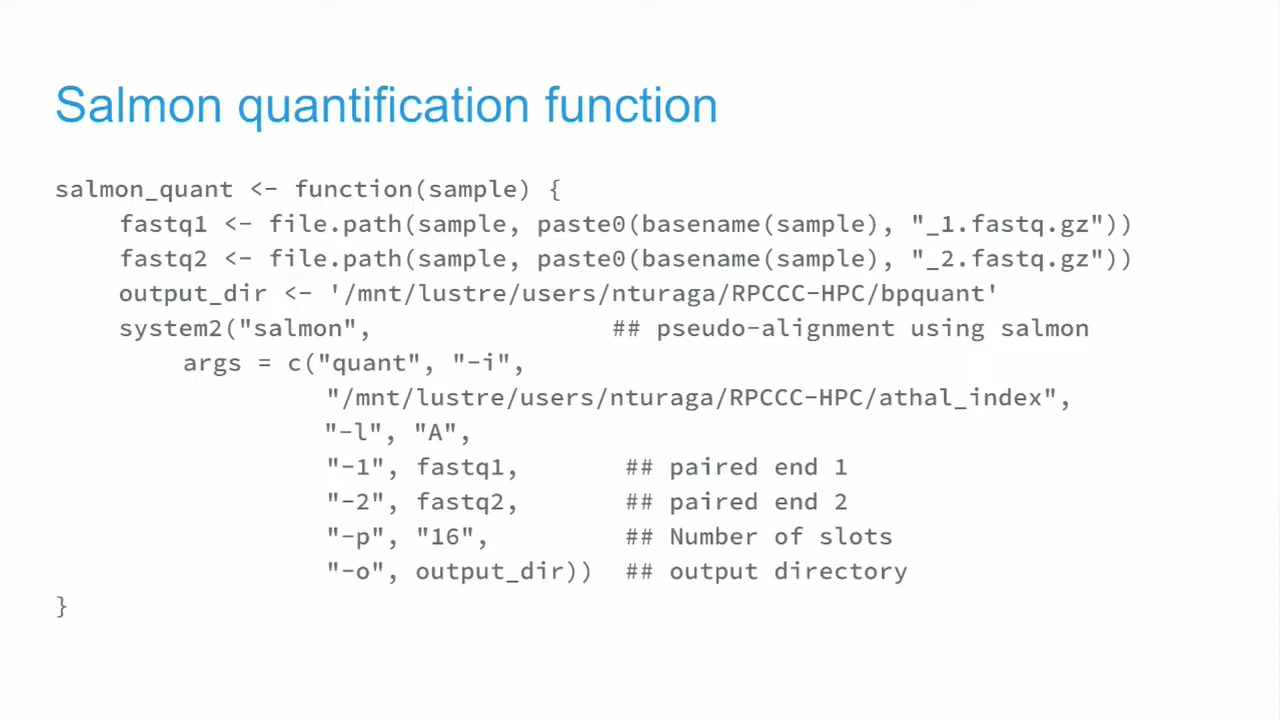 Salmon quantification function
salmon_quant <- function(sample) {
fastq1 <- file.path(sample, paste0(basename(sample), "_1.fastq.gz"))
fastq2 <- file.path(sample, paste0(basename(sample), "_2.fastq.gz"))
output_dir <- '/mnt/lustre/users/nturaga/RPCCC-HPC/bpquant'
system2("salmon", ## pseudo-alignment using salmon
args = c("quant", "-i",
"/mnt/lustre/users/nturaga/RPCCC-HPC/athal_index",
"-l", "A",
"-1", fastq1, ## paired end 1
"-2", fastq2, ## paired end 2
"-p", "16", ## Number of slots
"-o", output_dir)) ## output directory
}